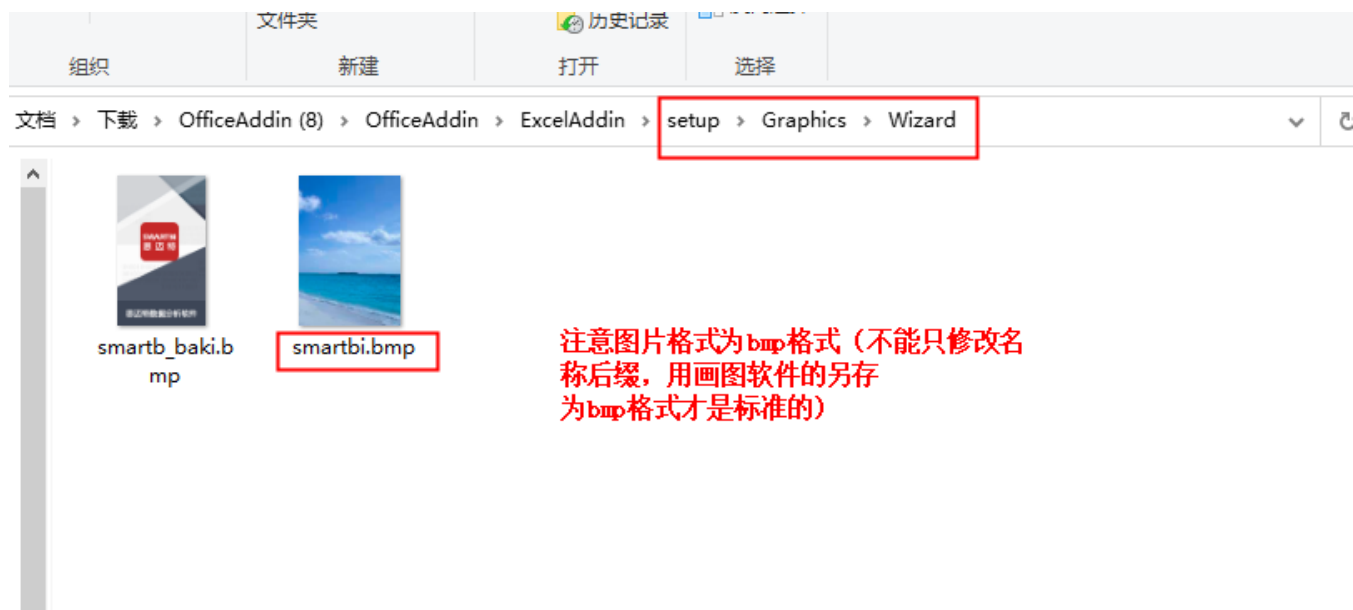 文件夹
历史记录
组织
新建
打开
选择
文档 > 下载 > OfficeAddin (8) > OfficeAddin > ExcelAddin > setup > Graphics > Wizard
smartb_baki.b
mp
smartbi.bmp
注意图片格式为bmp格式（不能只修改名
称后缀，用画图软件的另存
为bmp格式才是标准的）